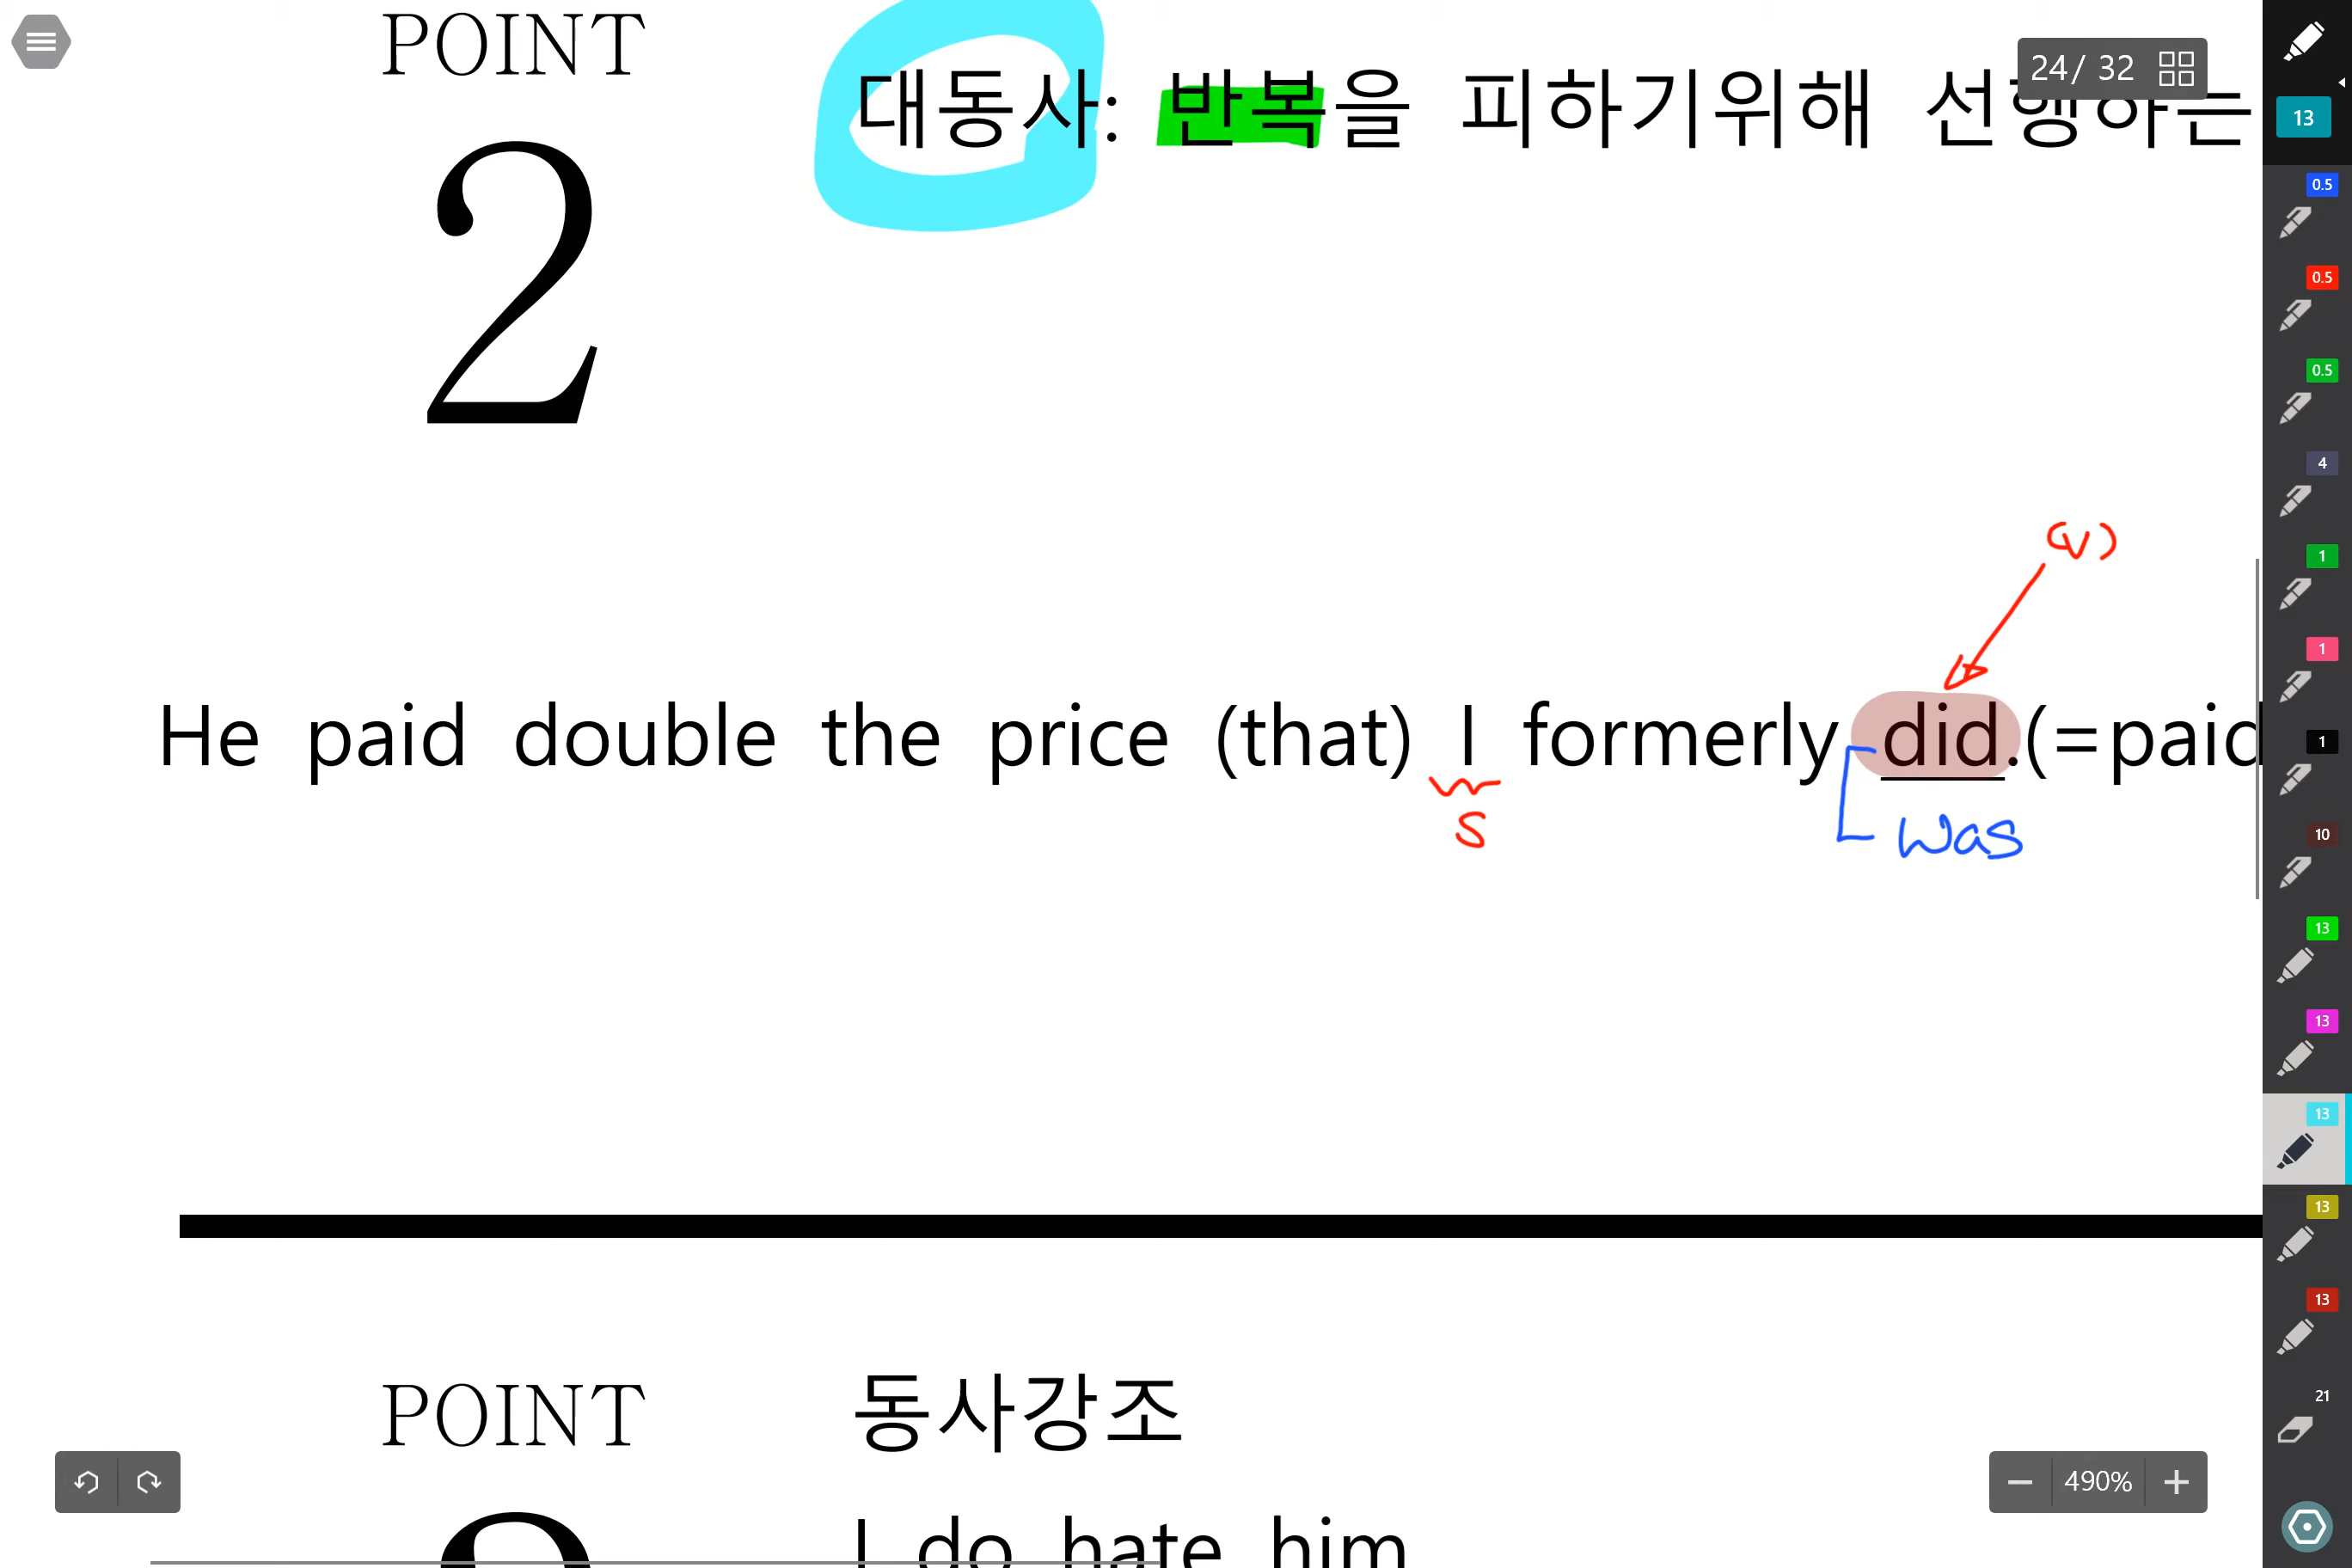 POINT
2
대동사: 반복을 피하기위해 선행하는
24/ 32
13
0.5
0.5
0.5
4
1
1
1
10
13
13
13
13
13
21
(v)
He paid double the price (that) I formerly did.(=paid
s
was
POINT
동사강조
I do hate him
490%